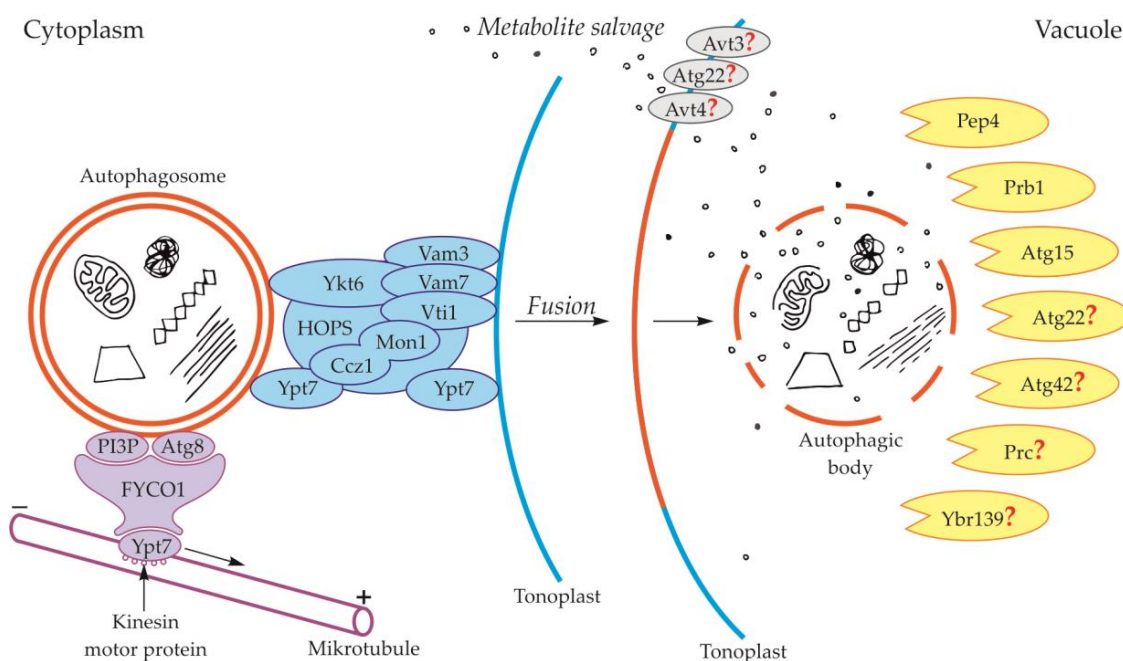 Cytoplasm
Metabolite salvage
Vacuole
Avt3?
Atg22?
Avt4?
Autophagosome
Ykt6
Vam3
Vam7
Vti1
HOPS
Mon1
Ccz1
Ypt7
Ypt7
Fusion
PI3P
Atg8
FYCO1
Ypt7
−
+
Kinesin
motor protein
Mikrotubule
Tonoplast
Tonoplast
Autophagic
body
Pep4
Prb1
Atg15
Atg22?
Atg42?
Prc?
Ybr139?